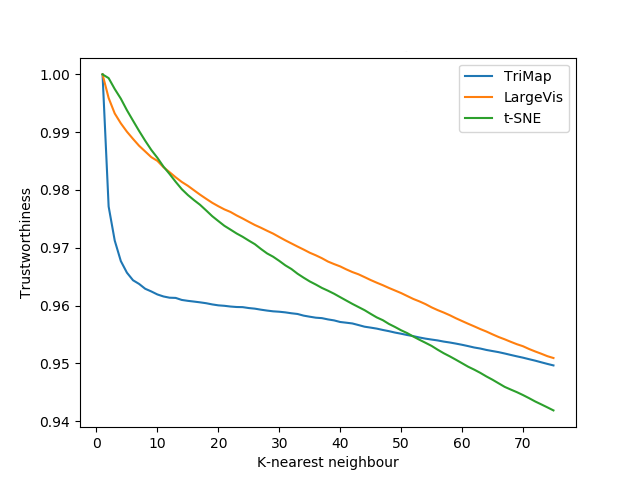 1.00
0.99
0.98
0.97
0.96
0.95
0.94
Trustworthiness
TriMap
LargeVis
t-SNE
0 10 20 30 40 50 60 70
K-nearest neighbour